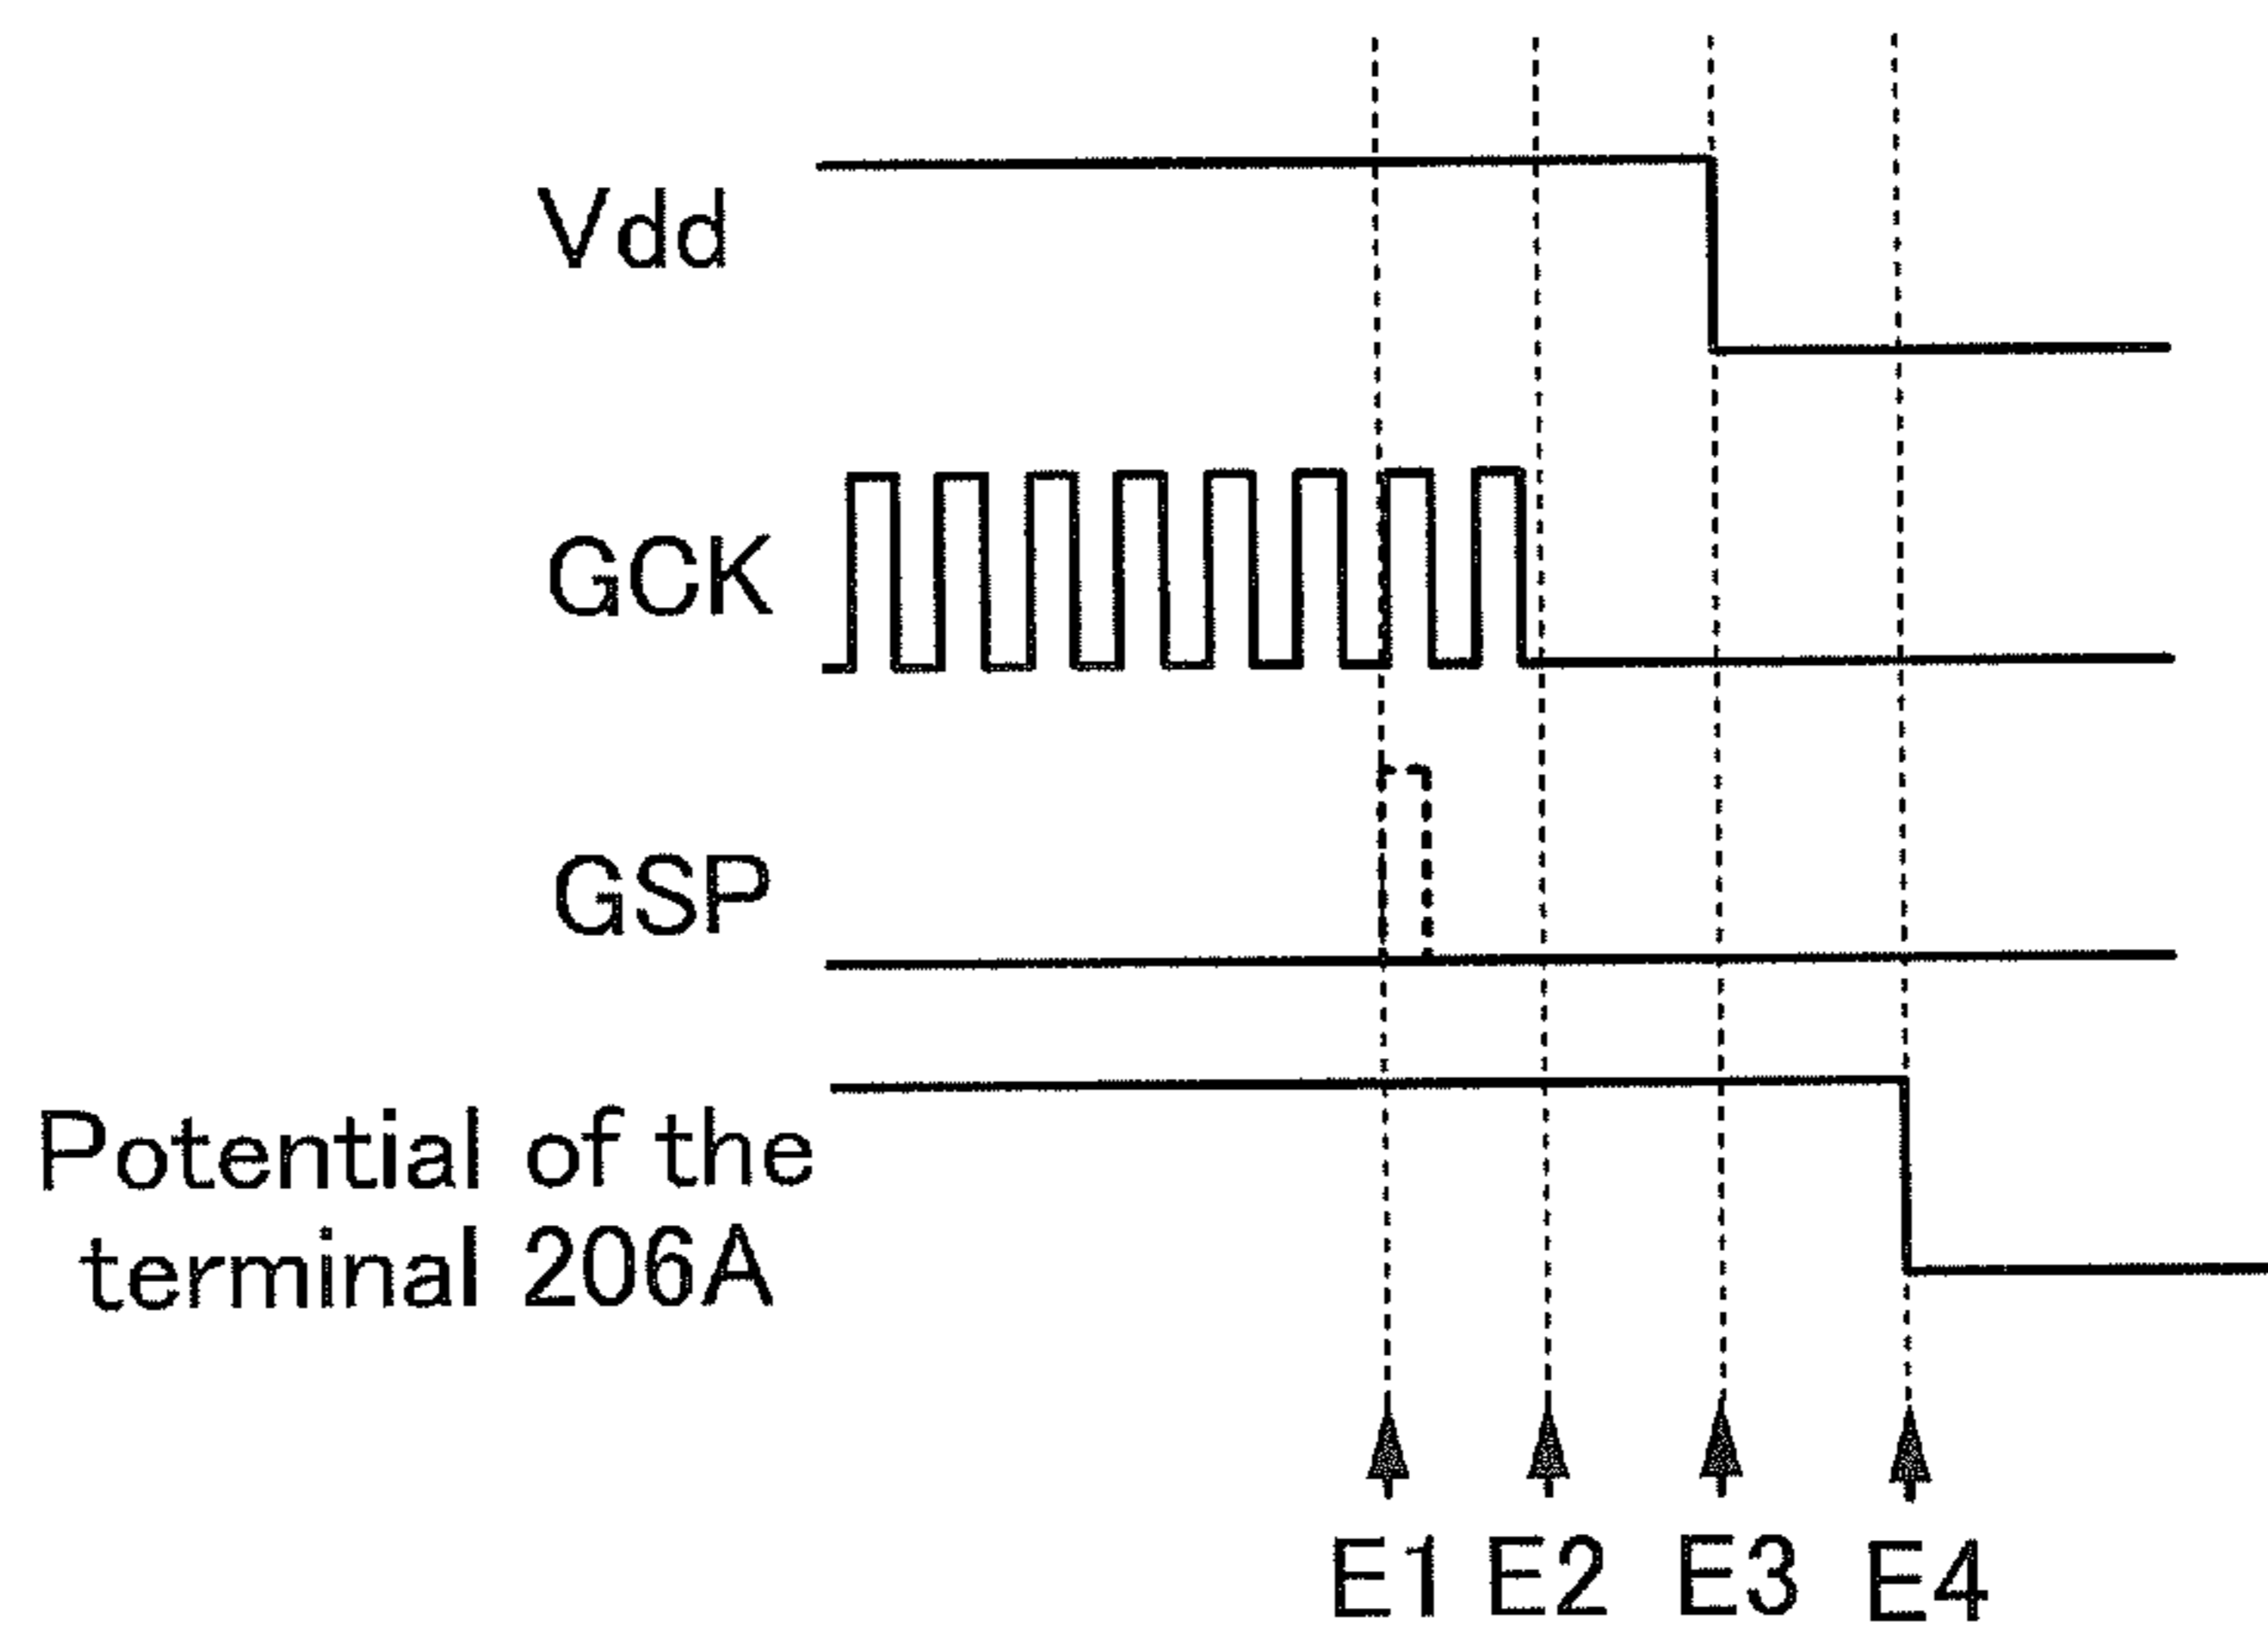 Vdd
GCK
GSP
Potential of the
terminal 206A
E1 E2 E3 E4